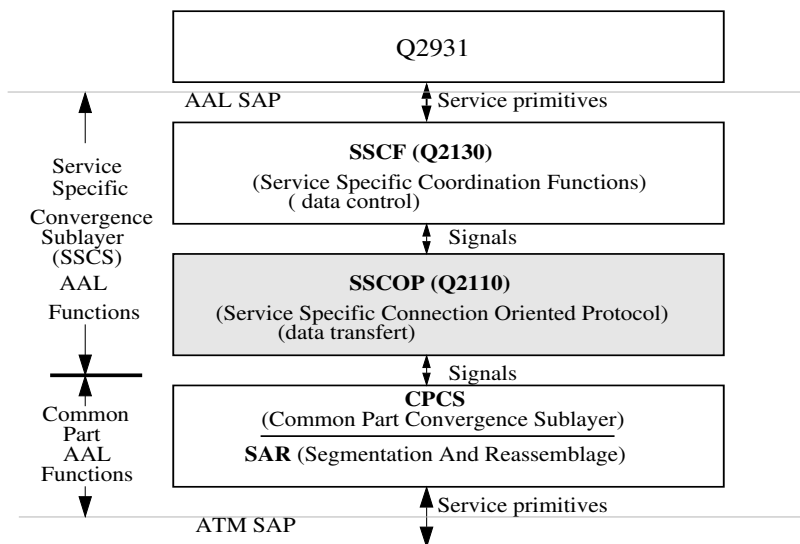 Q2931
AAL SAP
Service primitives
SSCF (Q2130)
(Service Specific Coordination Functions)
( data control)
Signals
SSCOP (Q2110)
(Service Specific Connection Oriented Protocol)
(data transfert)
Signals
CPCS
(Common Part Convergence Sublayer)
SAR (Segmentation And Reassemblage)
Service primitives
ATM SAP
Service
Specific
Convergence
Sublayer
(SSCS)
AAL
Functions
Common
Part
AAL
Functions